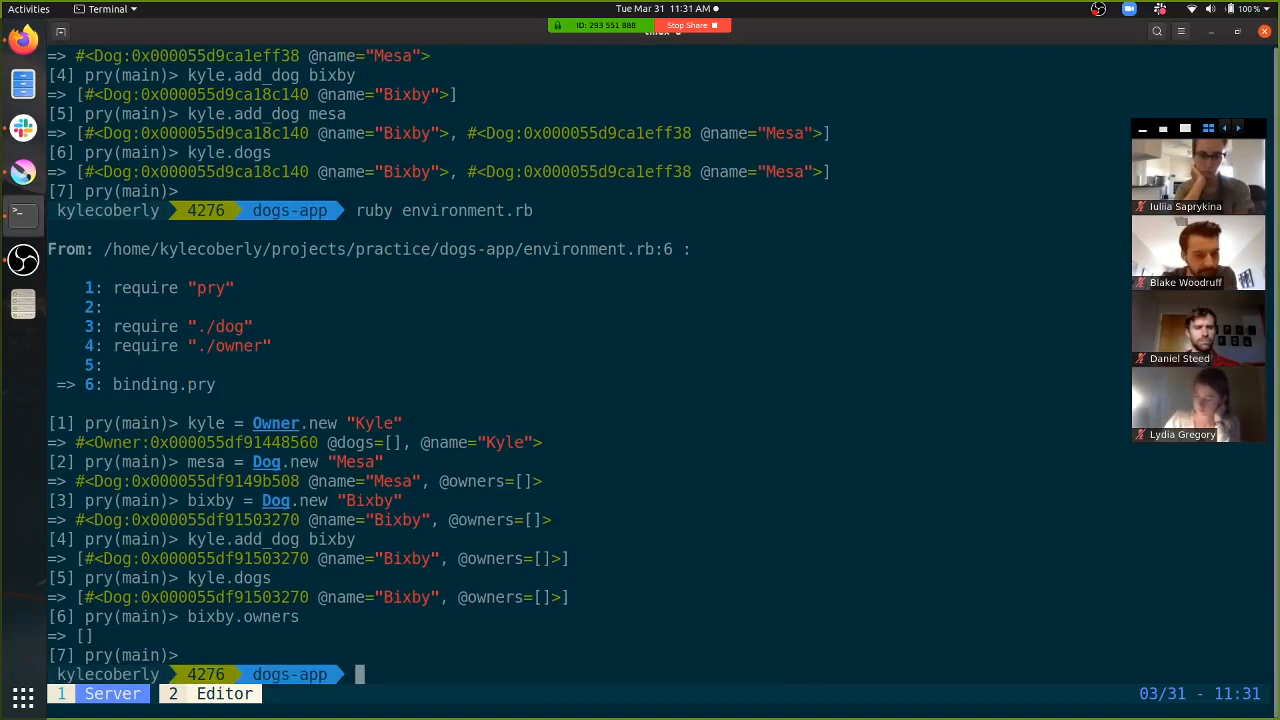 Activities
Terminal
Tue Mar 31 11:31 AM
100 %
ID: 293 551 888
Stop Share
=> #<Dog:0x000055d9ca1eff38 @name="Mesa">
[4] pry(main)> kyle.add_dog bixby
=> [#<Dog:0x000055d9ca18c140 @name="Bixby">]
[5] pry(main)> kyle.add_dog mesa
=> [#<Dog:0x000055d9ca18c140 @name="Bixby">, #<Dog:0x000055d9ca1eff38 @name="Mesa">]
[6] pry(main)> kyle.dogs
=> [#<Dog:0x000055d9ca18c140 @name="Bixby">, #<Dog:0x000055d9ca1eff38 @name="Mesa">]
[7] pry(main)>
kylecoberly 4276 dogs-app ruby environment.rb
From: /home/kylecoberly/projects/practice/dogs-app/environment.rb:6 :
1: require "pry"
2:
3: require "./dog"
4: require "./owner"
5:
=> 6: binding.pry
[1] pry(main)> kyle = Owner.new "Kyle"
=> #<Owner:0x000055df91448560 @dogs=[], @name="Kyle">
[2] pry(main)> mesa = Dog.new "Mesa"
=> #<Dog:0x000055df9149b508 @name="Mesa", @owners=[]>
[3] pry(main)> bixby = Dog.new "Bixby"
=> #<Dog:0x000055df91503270 @name="Bixby", @owners=[]>
[4] pry(main)> kyle.add_dog bixby
=> [#<Dog:0x000055df91503270 @name="Bixby", @owners=[]>]
[5] pry(main)> kyle.dogs
=> [#<Dog:0x000055df91503270 @name="Bixby", @owners=[]>]
[6] pry(main)> bixby.owners
=> []
[7] pry(main)>
kylecoberly 4276 dogs-app
1 Server 2 Editor
03/31 - 11:31
Iuliia Saprykina
Blake Woodruff
Daniel Steed
Lydia Gregory